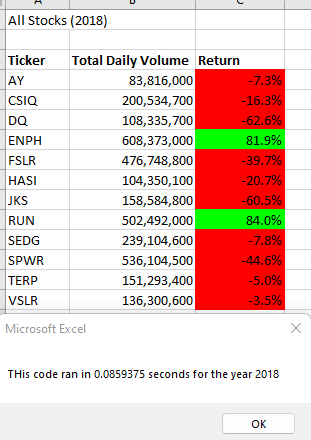 A B C
All Stocks (2018)
Ticker Total Daily Volume Return
AY 83,816,000 -7.3%
CSIQ 200,534,700 -16.3%
DQ 108,335,700 -62.6%
ENPH 608,373,000 81.9%
FSLR 476,748,800 -39.7%
HASI 104,350,100 -20.7%
JKS 158,584,800 -60.5%
RUN 502,492,000 84.0%
SEDG 239,104,600 -7.8%
SPWR 536,104,500 -44.6%
TERP 151,293,400 -5.0%
VSLR 136,300,600 -3.5%
Microsoft Excel
THis code ran in 0.0859375 seconds for the year 2018
OK